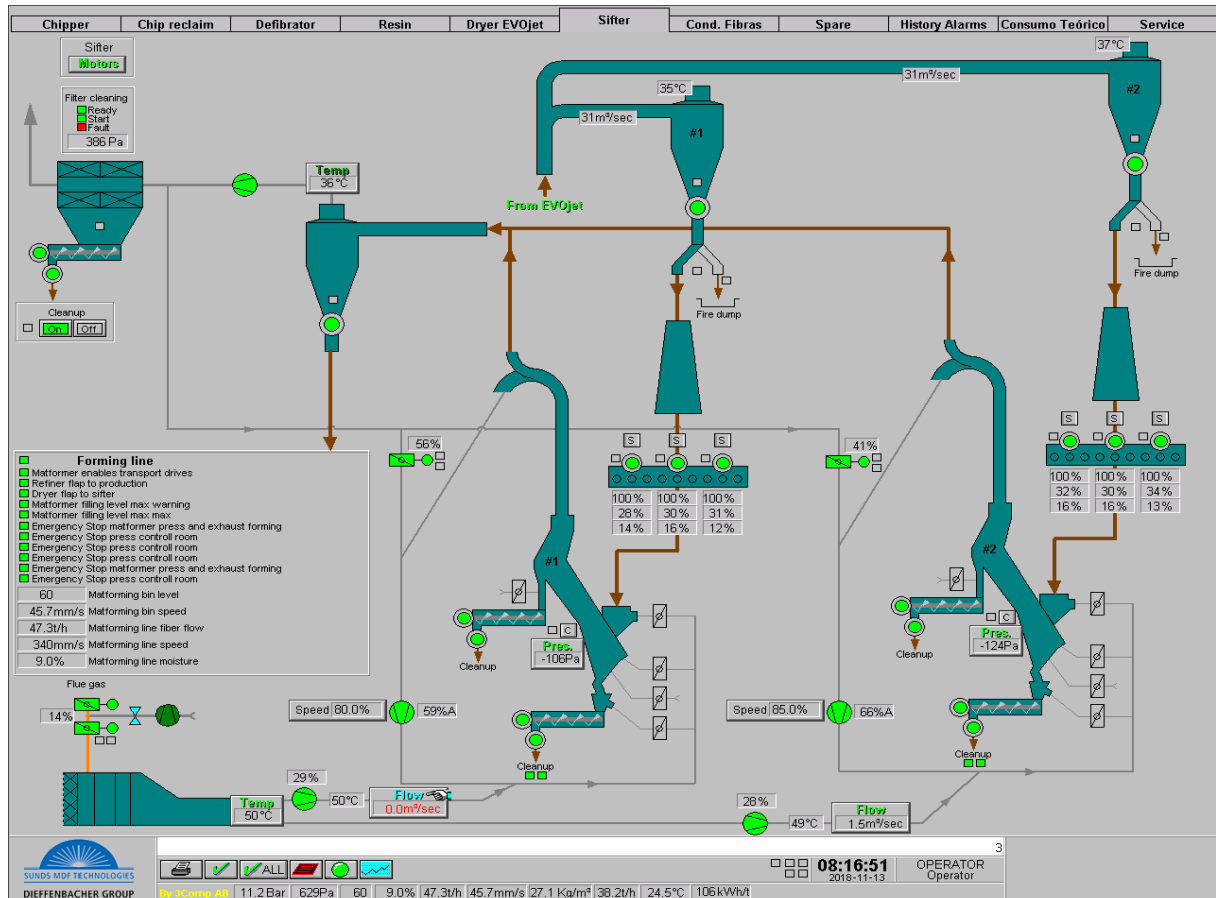 Chipper Chip reclaim Defibrator Resin Dryer EVOjet Sifter Cond. Fibras Spare History Alarms Consumo Teórico Service
Sifter
Motors
Filter cleaning
Ready
Start
Fault
386 Pa
Temp
36°C
From EVOjet
35°C
31m³/sec
#1
31m³/sec
37°C
#2
Fire dump
Fire dump
Cleanup
On Off
56%
41%
S S S
100% 100% 100%
28% 30% 31%
14% 16% 12%
S S S
100% 100% 100%
32% 30% 34%
16% 16% 13%
Forming line
Matformer enables transport drives
Refiner flap to production
Dryer flap to sifter
Matformer filling level max warning
Matformer filling level max max
Emergency Stop matformer press and exhaust forming
Emergency Stop press controll room
Emergency Stop press controll room
Emergency Stop press controll room
Emergency Stop matformer press and exhaust forming
Emergency Stop press controll room
60 Matforming bin level
45.7mm/s Matforming bin speed
47.3t/h Matforming line fiber flow
340mm/s Matforming line speed
9.0% Matforming line moisture
#1
C
Pres.
-106Pa
Cleanup
#2
C
Pres.
-124Pa
Cleanup
Flue gas
14%
Speed 80.0%
59%A
Cleanup
Speed 85.0%
66%A
Cleanup
Temp
50°C
29%
50°C
Flow
0.0m³/sec
28%
49°C
Flow
1.5m³/sec
3
SUNDS MDF TECHNOLOGIES
DIEFFENBACHER GROUP
ALL
08:16:51
2018-11-13
OPERATOR
Operator
By 3Comp AB 11.2 Bar 629Pa 60 9.0% 47.3t/h 45.7mm/s 27.1 Kg/m³ 38.2t/h 24.5°C 106kWh/t